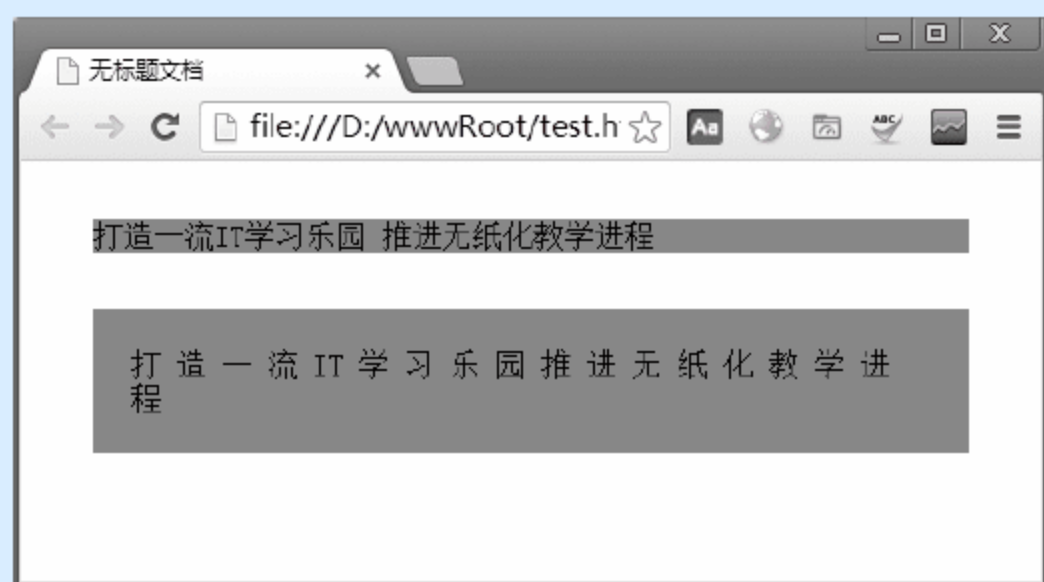 无标题文档
file:///D:/wwwRoot/test.h
Aa
ABC
打造一流IT学习乐园 推进无纸化教学进程
打 造 一 流 IT 学 习 乐 园 推 进 无 纸 化 教 学 进
程